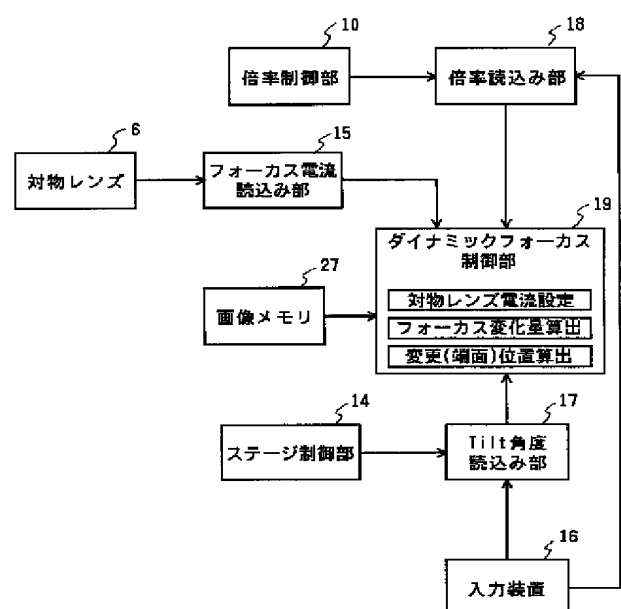 10
18
倍率制御部
倍率読込み部
6
15
対物レンズ
フォーカス電流
読込み部
19
ダイナミックフォーカス
制御部
27
対物レンズ電流設定
画像メモリ
フォーカス変化量算出
変更(端面)位置算出
14
17
ステージ制御部
Tilt角度
読込み部
16
入力装置